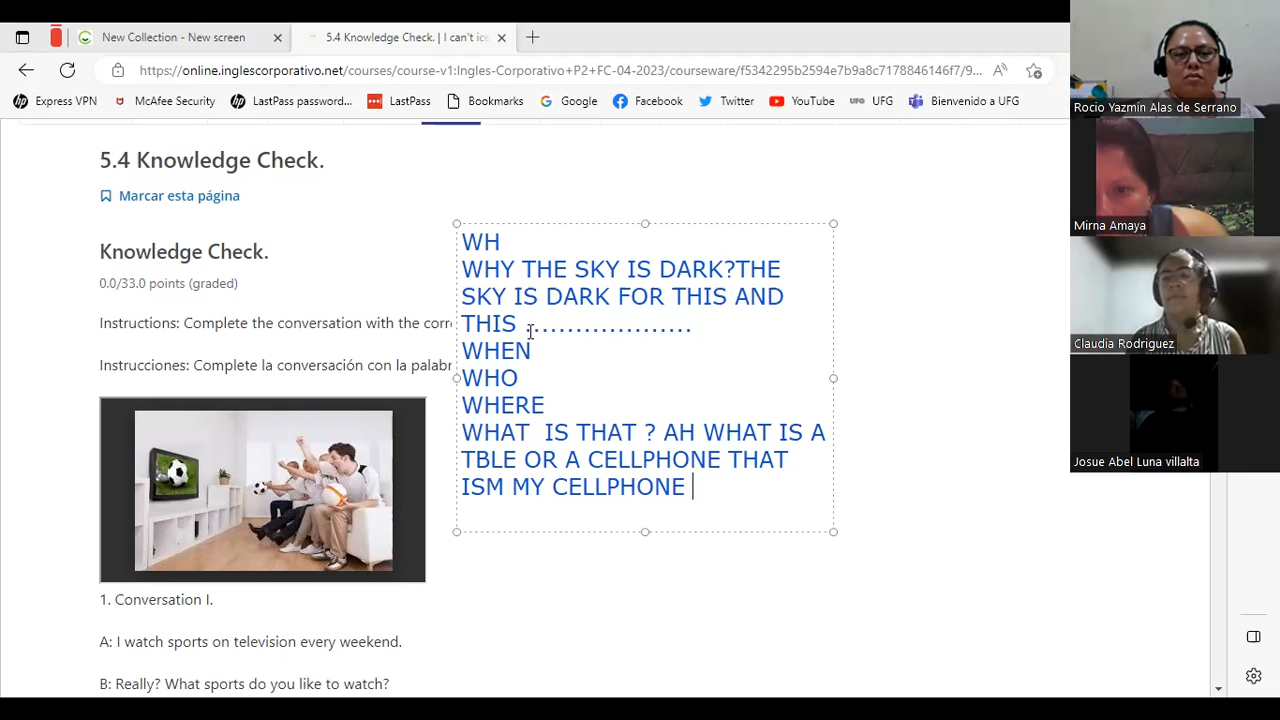 New Collection - New screen
5.4 Knowledge Check. | I can't ice
https://online.inglescorporativo.net/courses/course-v1:Ingles-Corporativo+P2+FC-04-2023/courseware/f5342295b2594e7b9a8c7178846146f7/9...
Express VPN
McAfee Security
LastPass password...
LastPass
Bookmarks
Google
Facebook
Twitter
YouTube
UFG
UFG
Bienvenido a UFG
5.4 Knowledge Check.
Marcar esta página
Knowledge Check.
0.0/33.0 points (graded)
Instructions: Complete the conversation with the corre
Instrucciones: Complete la conversación con la palabr
WH
WHY THE SKY IS DARK?THE
SKY IS DARK FOR THIS AND
THIS ...................
WHEN
WHO
WHERE
WHAT IS THAT ? AH WHAT IS A
TBLE OR A CELLPHONE THAT
ISM MY CELLPHONE
1. Conversation I.
A: I watch sports on television every weekend.
B: Really? What sports do you like to watch?
Rocio Yazmín Alas de Serrano
Mirna Amaya
Claudia Rodriguez
Josue Abel Luna villalta